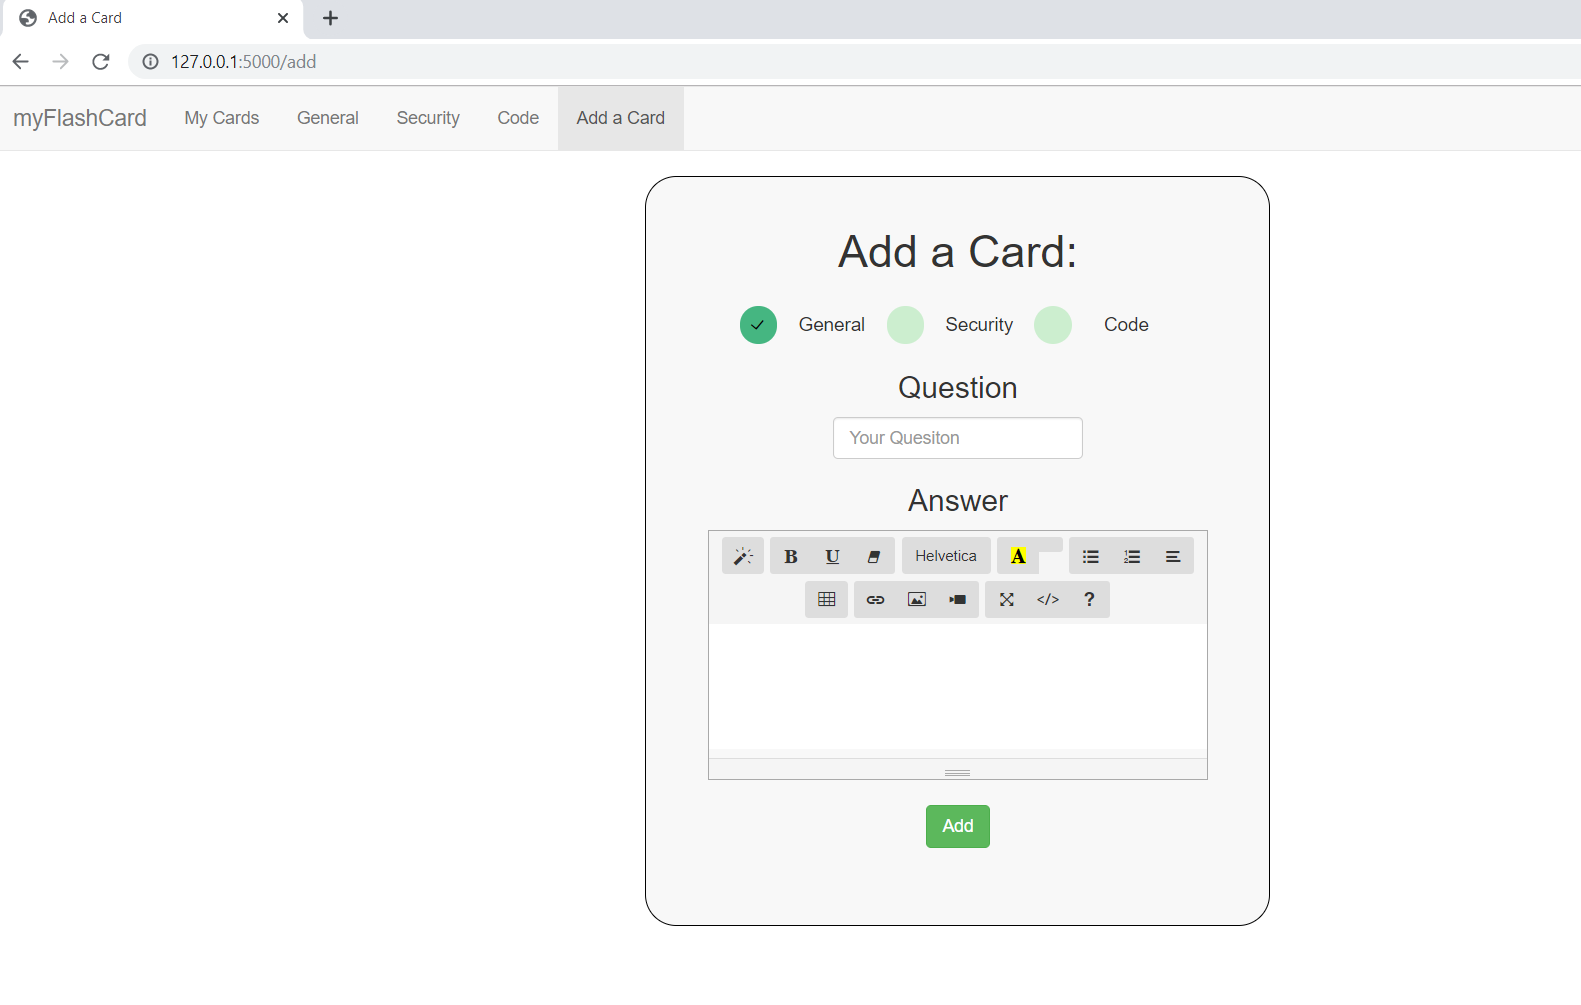 Add a Card
127.0.0.1:5000/add
myFlashCard My Cards General Security Code Add a Card
Add a Card:
General Security Code
Question
Your Quesiton
Answer
B U Helvetica A
</> ?
Add